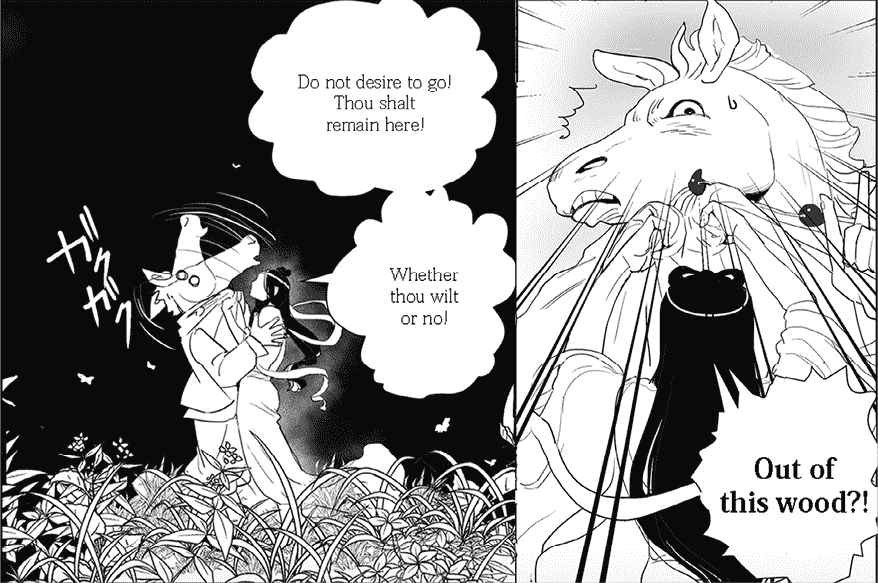 Out of
this wood?!
Do not desire to go!
Thou shalt
remain here!
Whether
thou wilt
or no!
ガク
ガク